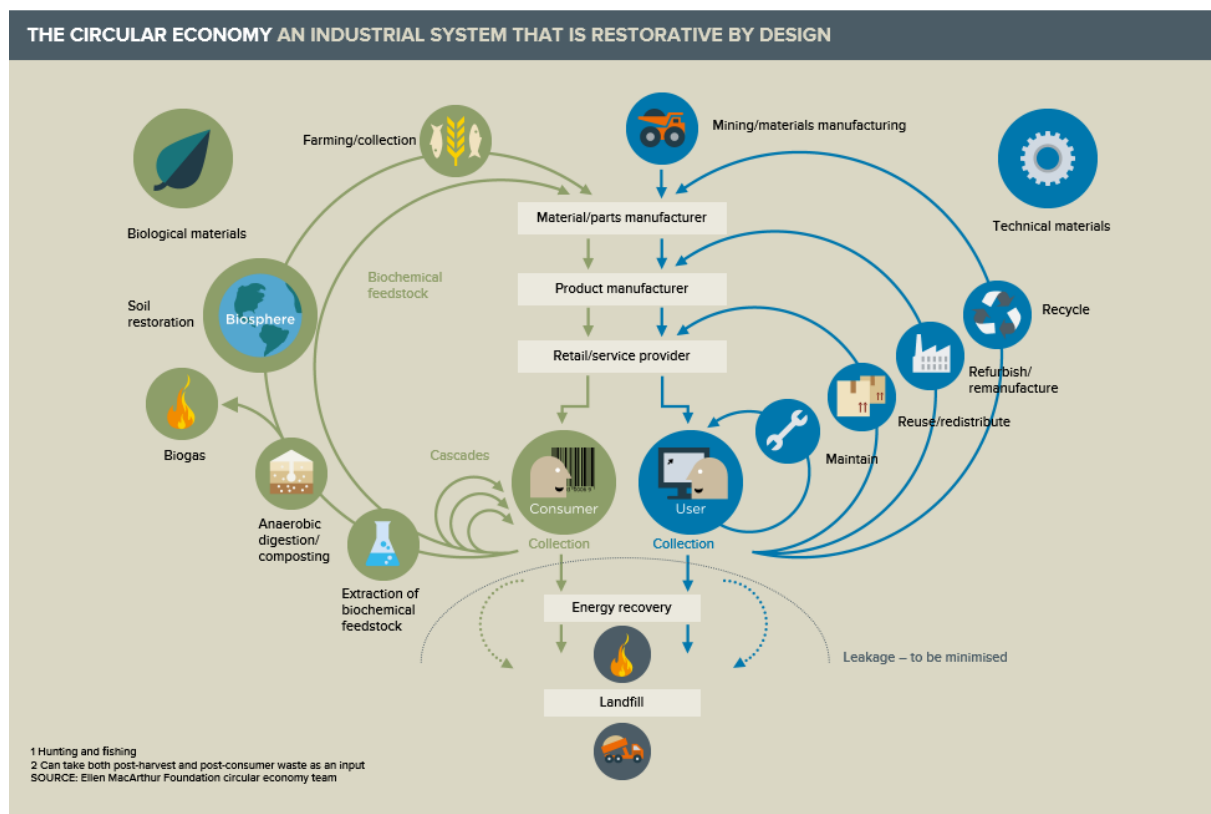 THE CIRCULAR ECONOMY AN INDUSTRIAL SYSTEM THAT IS RESTORATIVE BY DESIGN
Farming/collection
Mining/materials manufacturing
Biological materials
Technical materials
Material/parts manufacturer
Biochemical
feedstock
Product manufacturer
Soil
restoration
Biosphere
Recycle
Retail/service provider
Refurbish/
remanufacture
Reuse/redistribute
Biogas
Cascades
Maintain
Consumer
User
Anaerobic
digestion/
composting
Collection
Collection
Extraction of
biochemical
feedstock
Energy recovery
Leakage – to be minimised
Landfill
1 Hunting and fishing
2 Can take both post-harvest and post-consumer waste as an input
SOURCE: Ellen MacArthur Foundation circular economy team